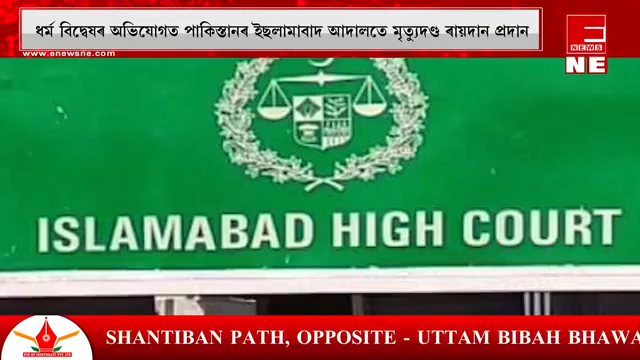 ধৰ্ম বিদ্বেষৰ অভিযোগত পাকিস্তানৰ ইছলামাবাদ আদালতে মৃত্যুদণ্ড ৰায়দান প্ৰদান
www.enewsne.com
E
NEWS
NE
ISLAMABAD HIGH COURT
SHANTIBAN PATH, OPPOSITE - UTTAM BIBAH BHAWA